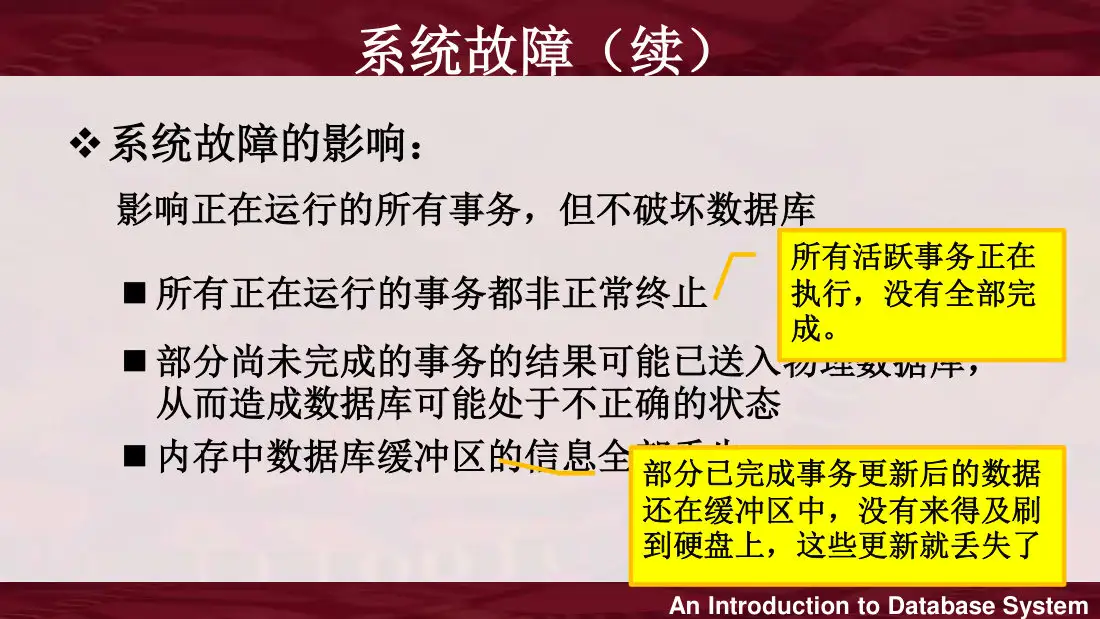 系统故障（续）
❖系统故障的影响：
影响正在运行的所有事务，但不破坏数据库
■所有正在运行的事务都非正常终止
所有活跃事务正在
执行，没有全部完
成。
■部分尚未完成的事务的结果可能已送入物理数据库，
从而造成数据库可能处于不正确的状态
■内存中数据库缓冲区的信息全
部分已完成事务更新后的数据
还在缓冲区中，没有来得及刷
到硬盘上，这些更新就丢失了
An Introduction to Database System